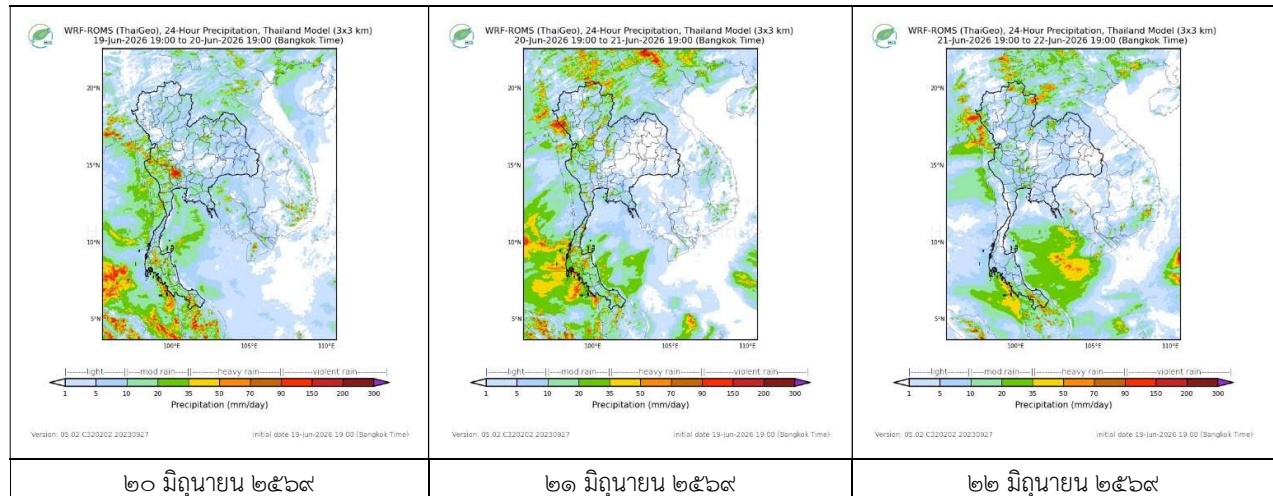 WRF-ROMS (ThaiGeo), 24-Hour Precipitation, Thailand Model (3x3 km)
19-Jun-2026 19:00 to 20-Jun-2026 19:00 (Bangkok Time)
20°N
15°N
10°N
5°N
100°E
105°E
110°E
|--------light--------||----mod rain----||--------heavy rain--------||--------violent rain--------|
1 5 10 20 35 50 70 90 150 200 300
Precipitation (mm/day)
Version: 05.02.C320202.20230927
initial date 19-Jun-2026 19:00 (Bangkok Time)
๒๐ มิถุนายน ๒๕๖๙
WRF-ROMS (ThaiGeo), 24-Hour Precipitation, Thailand Model (3x3 km)
20-Jun-2026 19:00 to 21-Jun-2026 19:00 (Bangkok Time)
20°N
15°N
10°N
5°N
100°E
105°E
110°E
|--------light--------||----mod rain----||--------heavy rain--------||--------violent rain--------|
1 5 10 20 35 50 70 90 150 200 300
Precipitation (mm/day)
Version: 05.02.C320202.20230927
initial date 19-Jun-2026 19:00 (Bangkok Time)
๒๑ มิถุนายน ๒๕๖๙
WRF-ROMS (ThaiGeo), 24-Hour Precipitation, Thailand Model (3x3 km)
21-Jun-2026 19:00 to 22-Jun-2026 19:00 (Bangkok Time)
20°N
15°N
10°N
5°N
100°E
105°E
110°E
|--------light--------||----mod rain----||--------heavy rain--------||--------violent rain--------|
1 5 10 20 35 50 70 90 150 200 300
Precipitation (mm/day)
Version: 05.02.C320202.20230927
initial date 19-Jun-2026 19:00 (Bangkok Time)
๒๒ มิถุนายน ๒๕๖๙